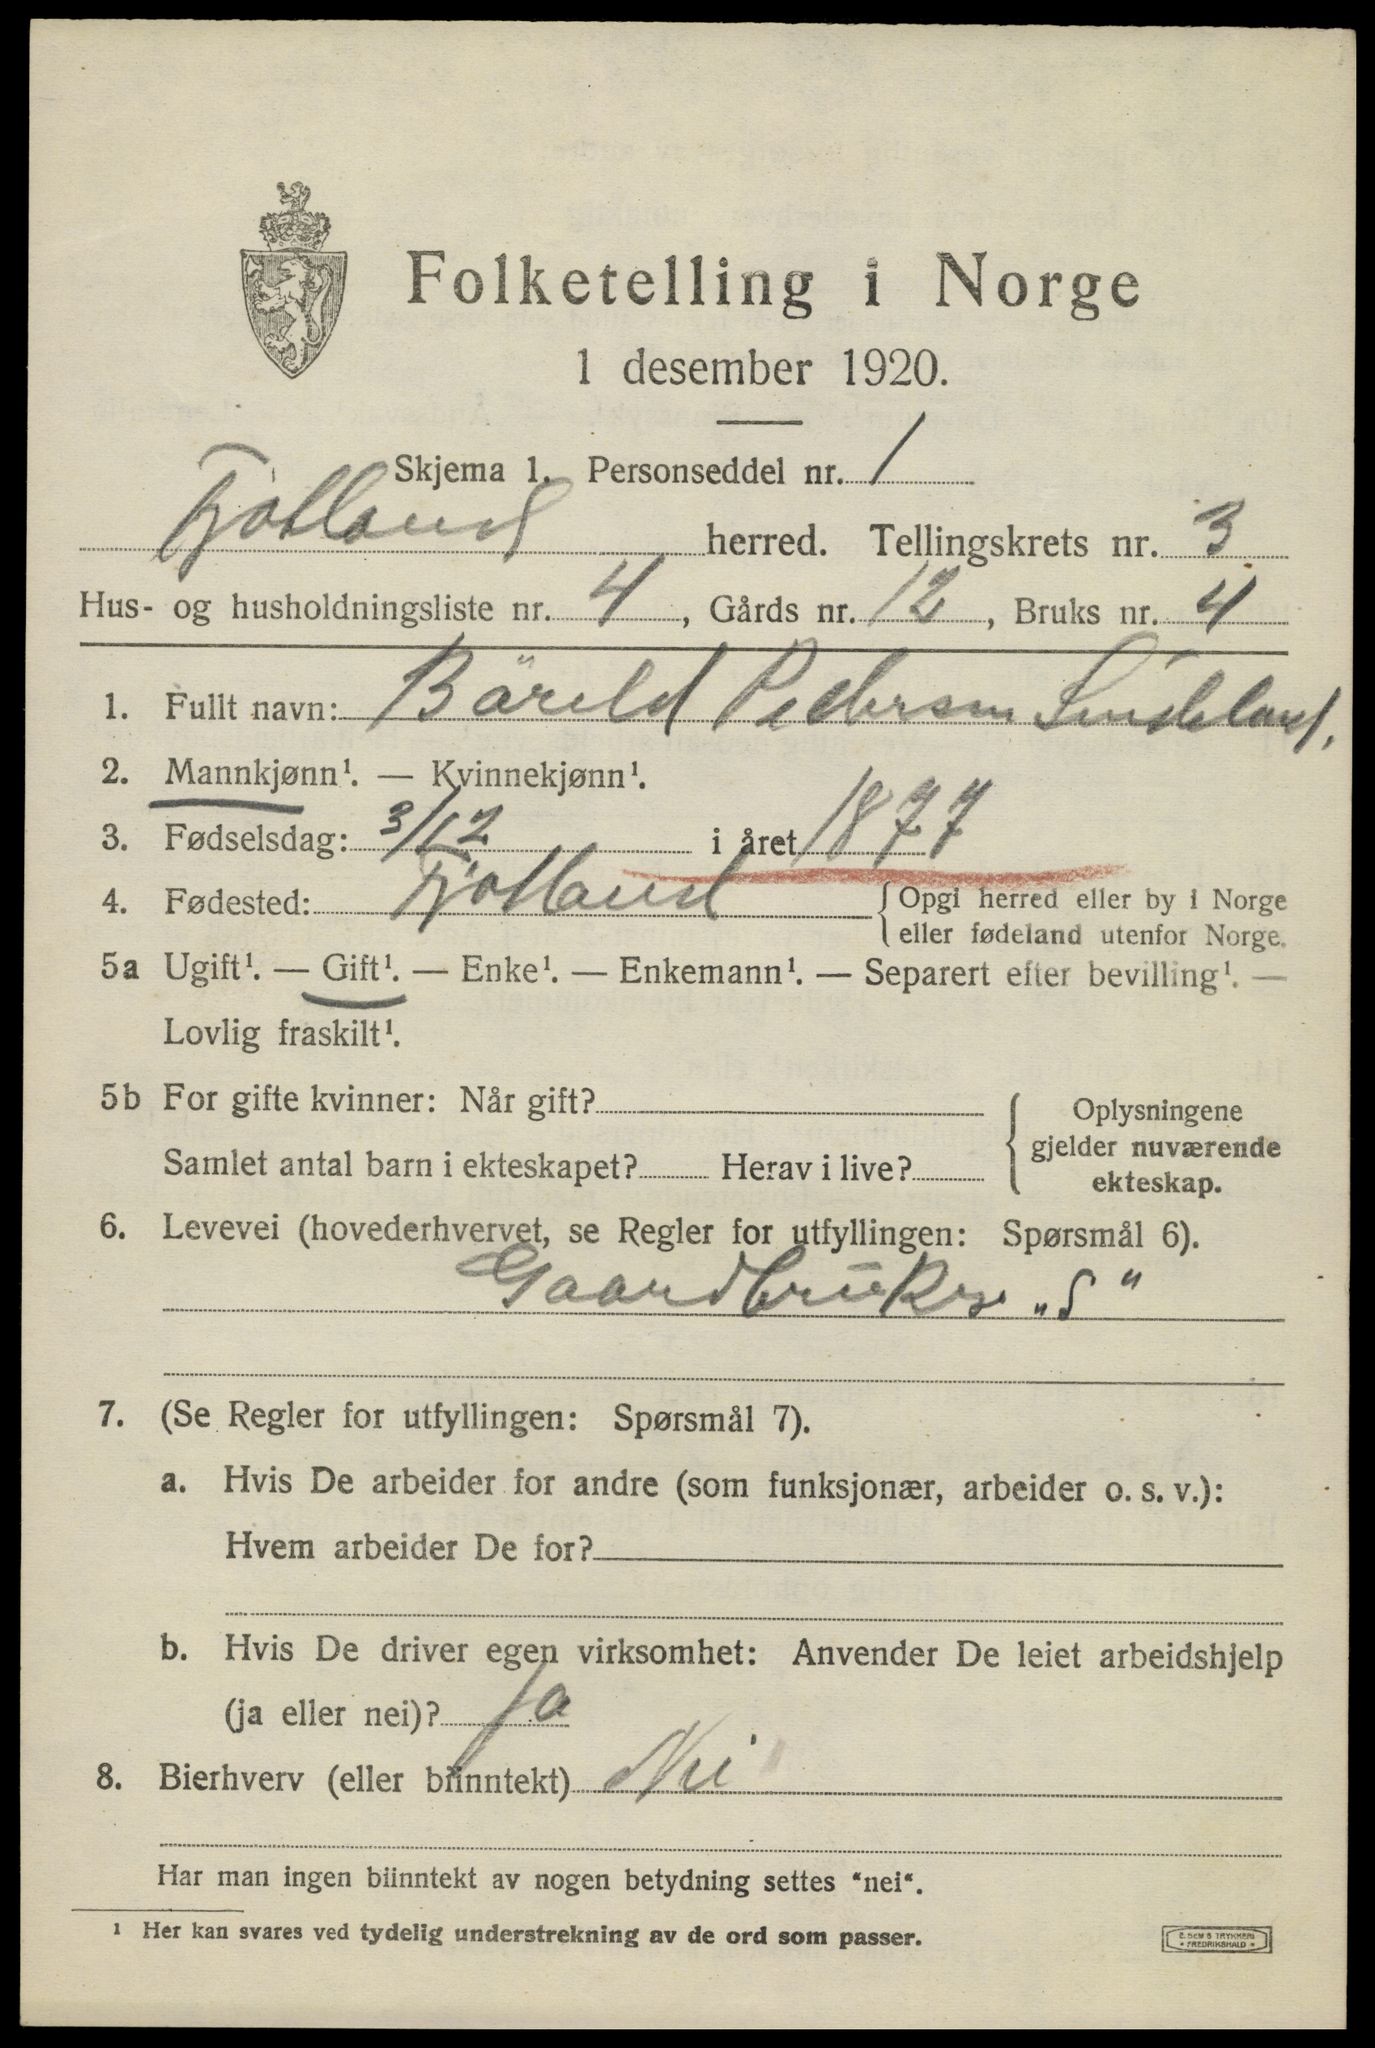 Folketelling i Norge
1 desember 1920.
Skjema 1. Personseddel nr. 1
Fjotland herred. Tellingskrets nr. 3
Hus- og husholdningsliste nr. 4, Gårds nr. 12, Bruks nr. 4
1. Fullt navn: Båreld Pedersen Sindeland.
2. Mannkjønn¹. — Kvinnekjønn¹.
3. Fødselsdag: 3/12 i året 1877
4. Fødested: Fjotland { Opgi herred eller by i Norge
eller fødeland utenfor Norge.
5a Ugift¹. — Gift¹. — Enke¹. — Enkemann¹. — Separert efter bevilling¹. —
Lovlig fraskilt¹.
5b For gifte kvinner: Når gift?
Samlet antal barn i ekteskapet? Herav i live?
Oplysningene
gjelder nuværende
ekteskap.
6. Levevei (hovederhvervet, se Regler for utfyllingen: Spørsmål 6).
Gaardbruker „S“
7. (Se Regler for utfyllingen: Spørsmål 7).
a. Hvis De arbeider for andre (som funksjonær, arbeider o. s. v.):
Hvem arbeider De for?
b. Hvis De driver egen virksomhet: Anvender De leiet arbeidshjelp
(ja eller nei)? Ja
8. Bierhverv (eller biinntekt) Nei
Har man ingen biinntekt av nogen betydning settes "nei".
¹ Her kan svares ved tydelig understrekning av de ord som passer.
E. SEM'S TRYKKERI
• FREDRIKSHALD •